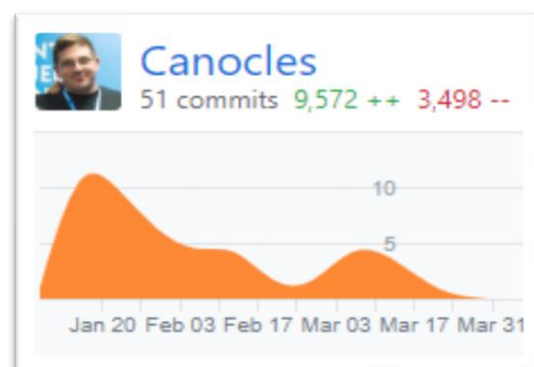 Canocles
51 commits 9,572 ++ 3,498 --
10
5
Jan 20 Feb 03 Feb 17 Mar 03 Mar 17 Mar 31